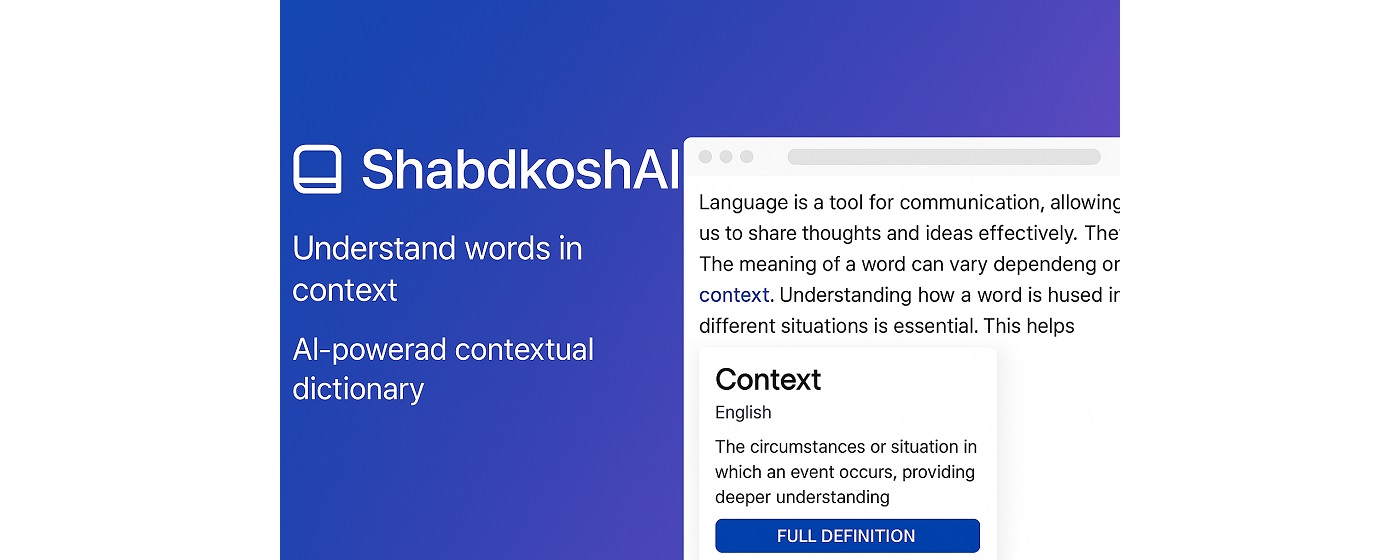 ShabdkoshAI
Understand words in
context
AI-powerad contextual
dictionary
Language is a tool for communication, allowing
us to share thoughts and ideas effectively. The
The meaning of a word can vary dependeng or
context. Understanding how a word is hused ir
different situations is essential. This helps
Context
English
The circumstances or situation in
which an event occurs, providing
deeper understanding
FULL DEFINITION